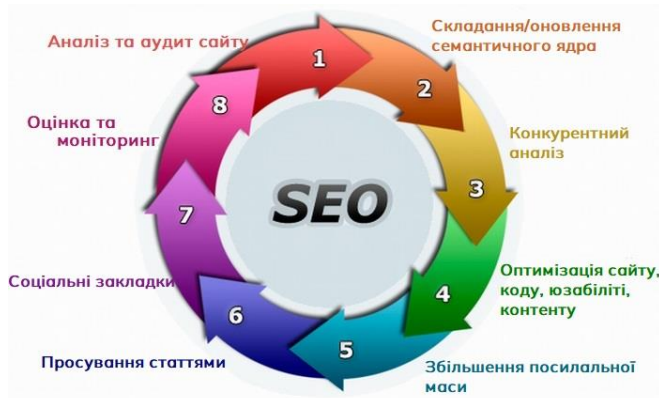 Аналіз та аудит сайту
1
Складання/оновлення
семантичного ядра
2
Конкурентний
аналіз
3
Оптимізація сайту,
коду, юзабіліті,
контенту
4
Збільшення посилальної
маси
5
Просування статтями
6
Соціальні закладки
7
Оцінка та
моніторинг
8
SEO